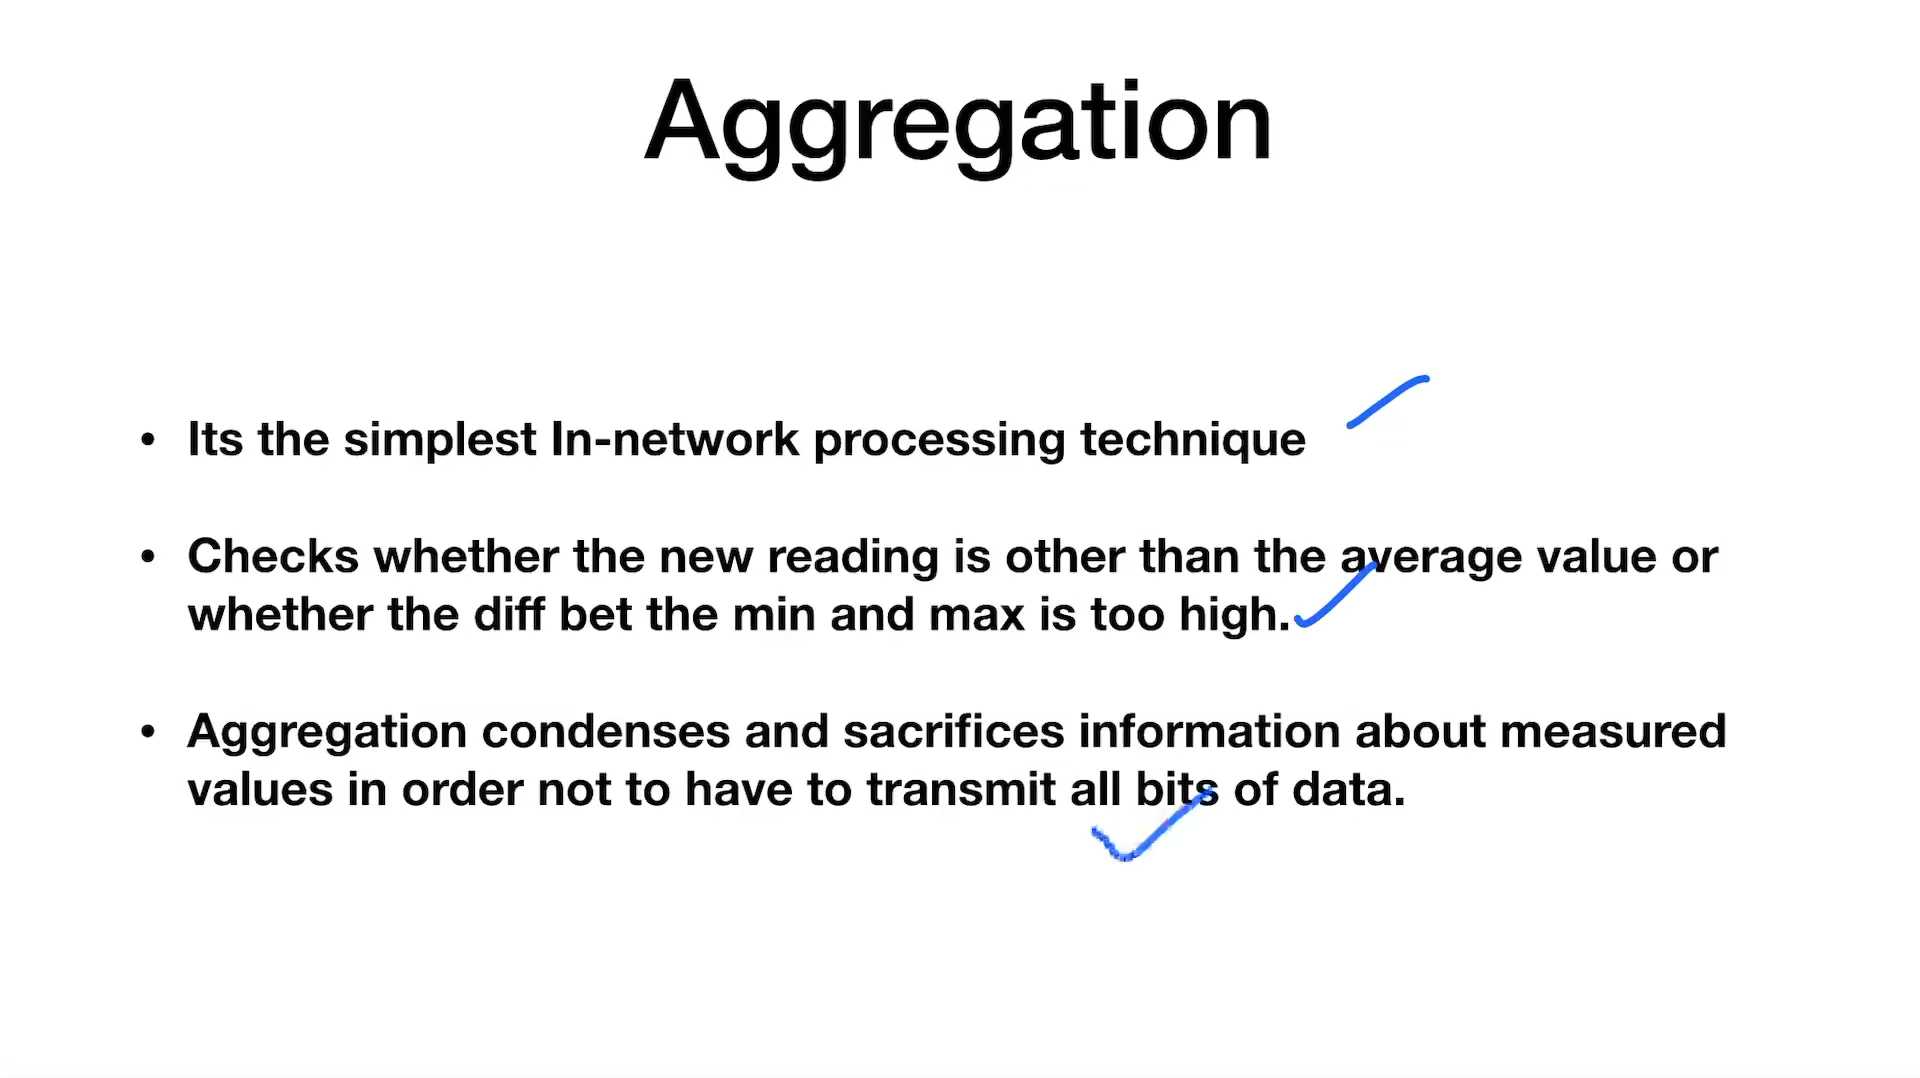 Aggregation
• Its the simplest In-network processing technique
• Checks whether the new reading is other than the average value or
whether the diff bet the min and max is too high.
• Aggregation condenses and sacrifices information about measured
values in order not to have to transmit all bits of data.